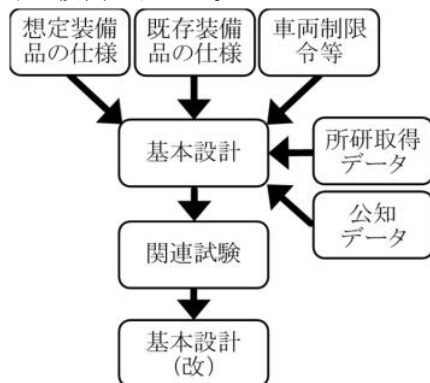 想定装備
品の仕様
既存装備
品の仕様
車両制限
令等
基本設計
所研取得
データ
公知
データ
関連試験
基本設計
(改)